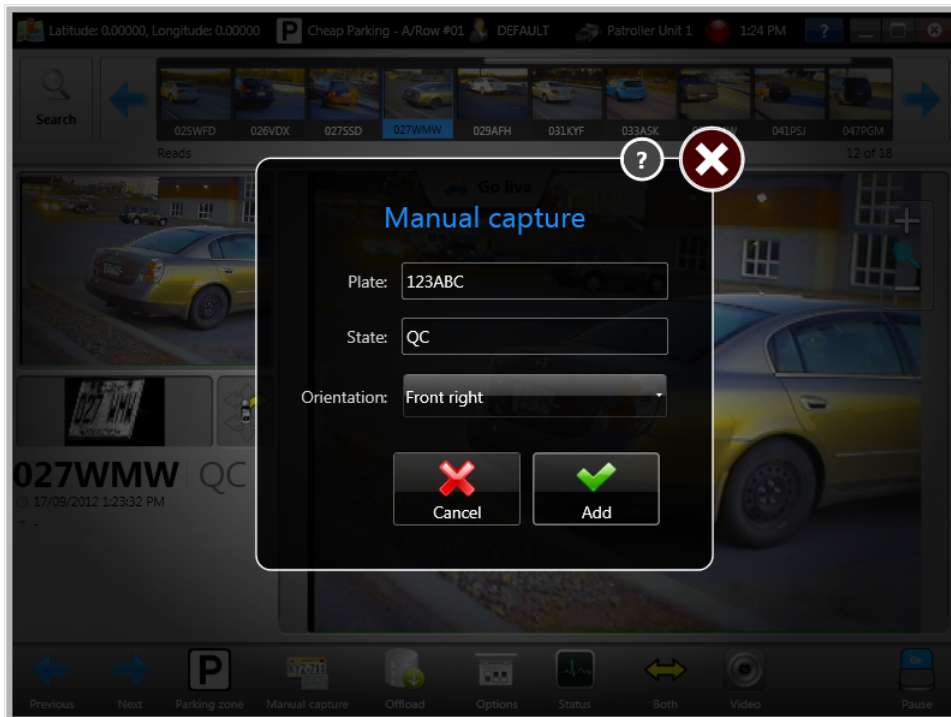 Latitude: 0.00000, Longitude: 0.00000 P Cheap Parking - A/Row #01 DEFAULT Patroller Unit 1 1:24 PM ?
Search
025WFD 026VDX 027SSD 027WMW 029AFH 031KYF 033ASK 041PSJ 047PGM
Reads 12 of 18
?
Go live
Manual capture
Plate: 123ABC
State: QC
Orientation: Front right
027WMW QC
17/09/2012 1:23:32 PM
-
Cancel Add
P XYZ-711
Previous Next Parking zone Manual capture Offload Options Status Both Video Pause